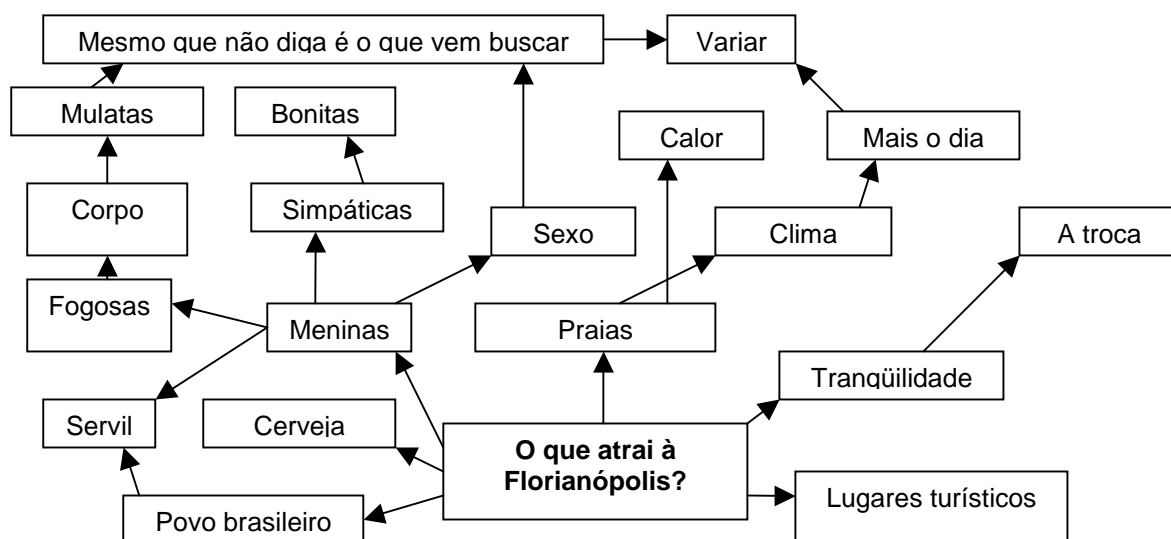 Mesmo que não diga é o que vem buscar
Variar
Mulatas
Bonitas
Calor
Mais o dia
Corpo
Simpáticas
Sexo
Clima
A troca
Fogosas
Meninas
Praias
Tranqüilidade
Servil
Cerveja
O que atrai à
Florianópolis?
Lugares turísticos
Povo brasileiro